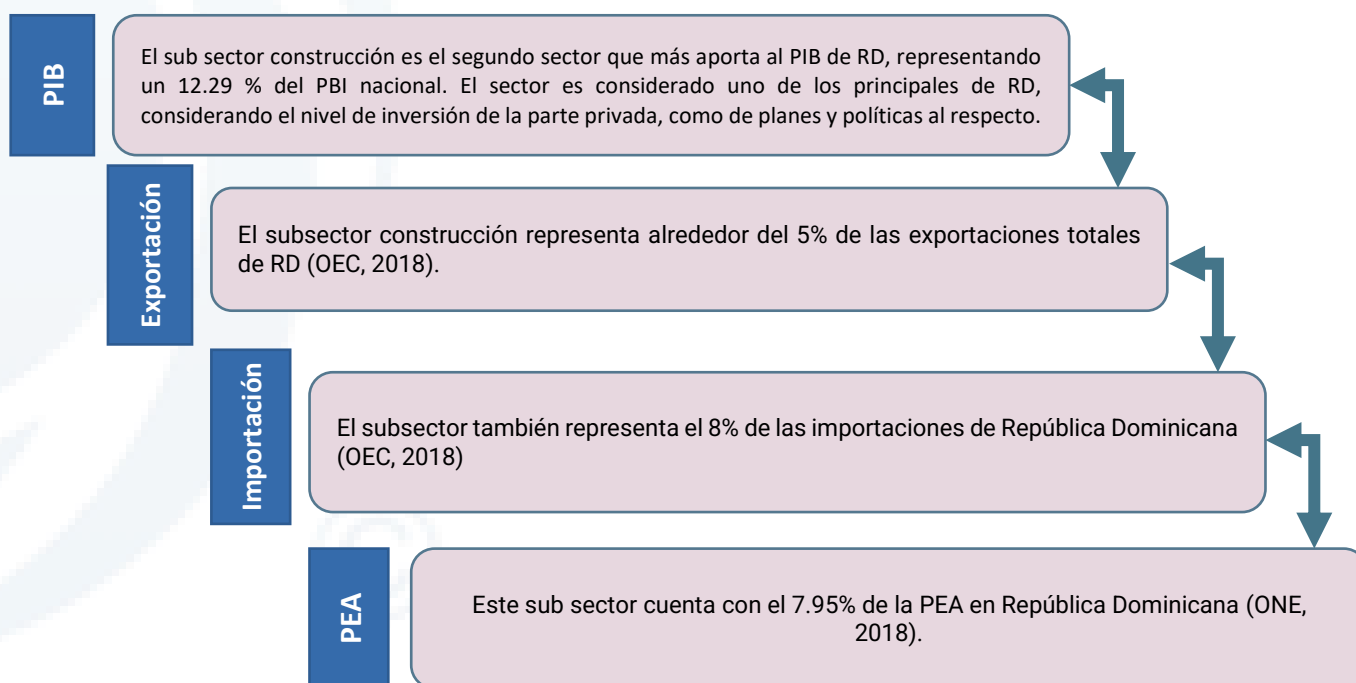 PIB
El sub sector construcción es el segundo sector que más aporta al PIB de RD, representando
un 12.29 % del PBI nacional. El sector es considerado uno de los principales de RD,
considerando el nivel de inversión de la parte privada, como de planes y políticas al respecto.
Exportación
El subsector construcción representa alrededor del 5% de las exportaciones totales
de RD (OEC, 2018).
Importación
El subsector también representa el 8% de las importaciones de República Dominicana
(OEC, 2018)
PEA
Este sub sector cuenta con el 7.95% de la PEA en República Dominicana (ONE,
2018).